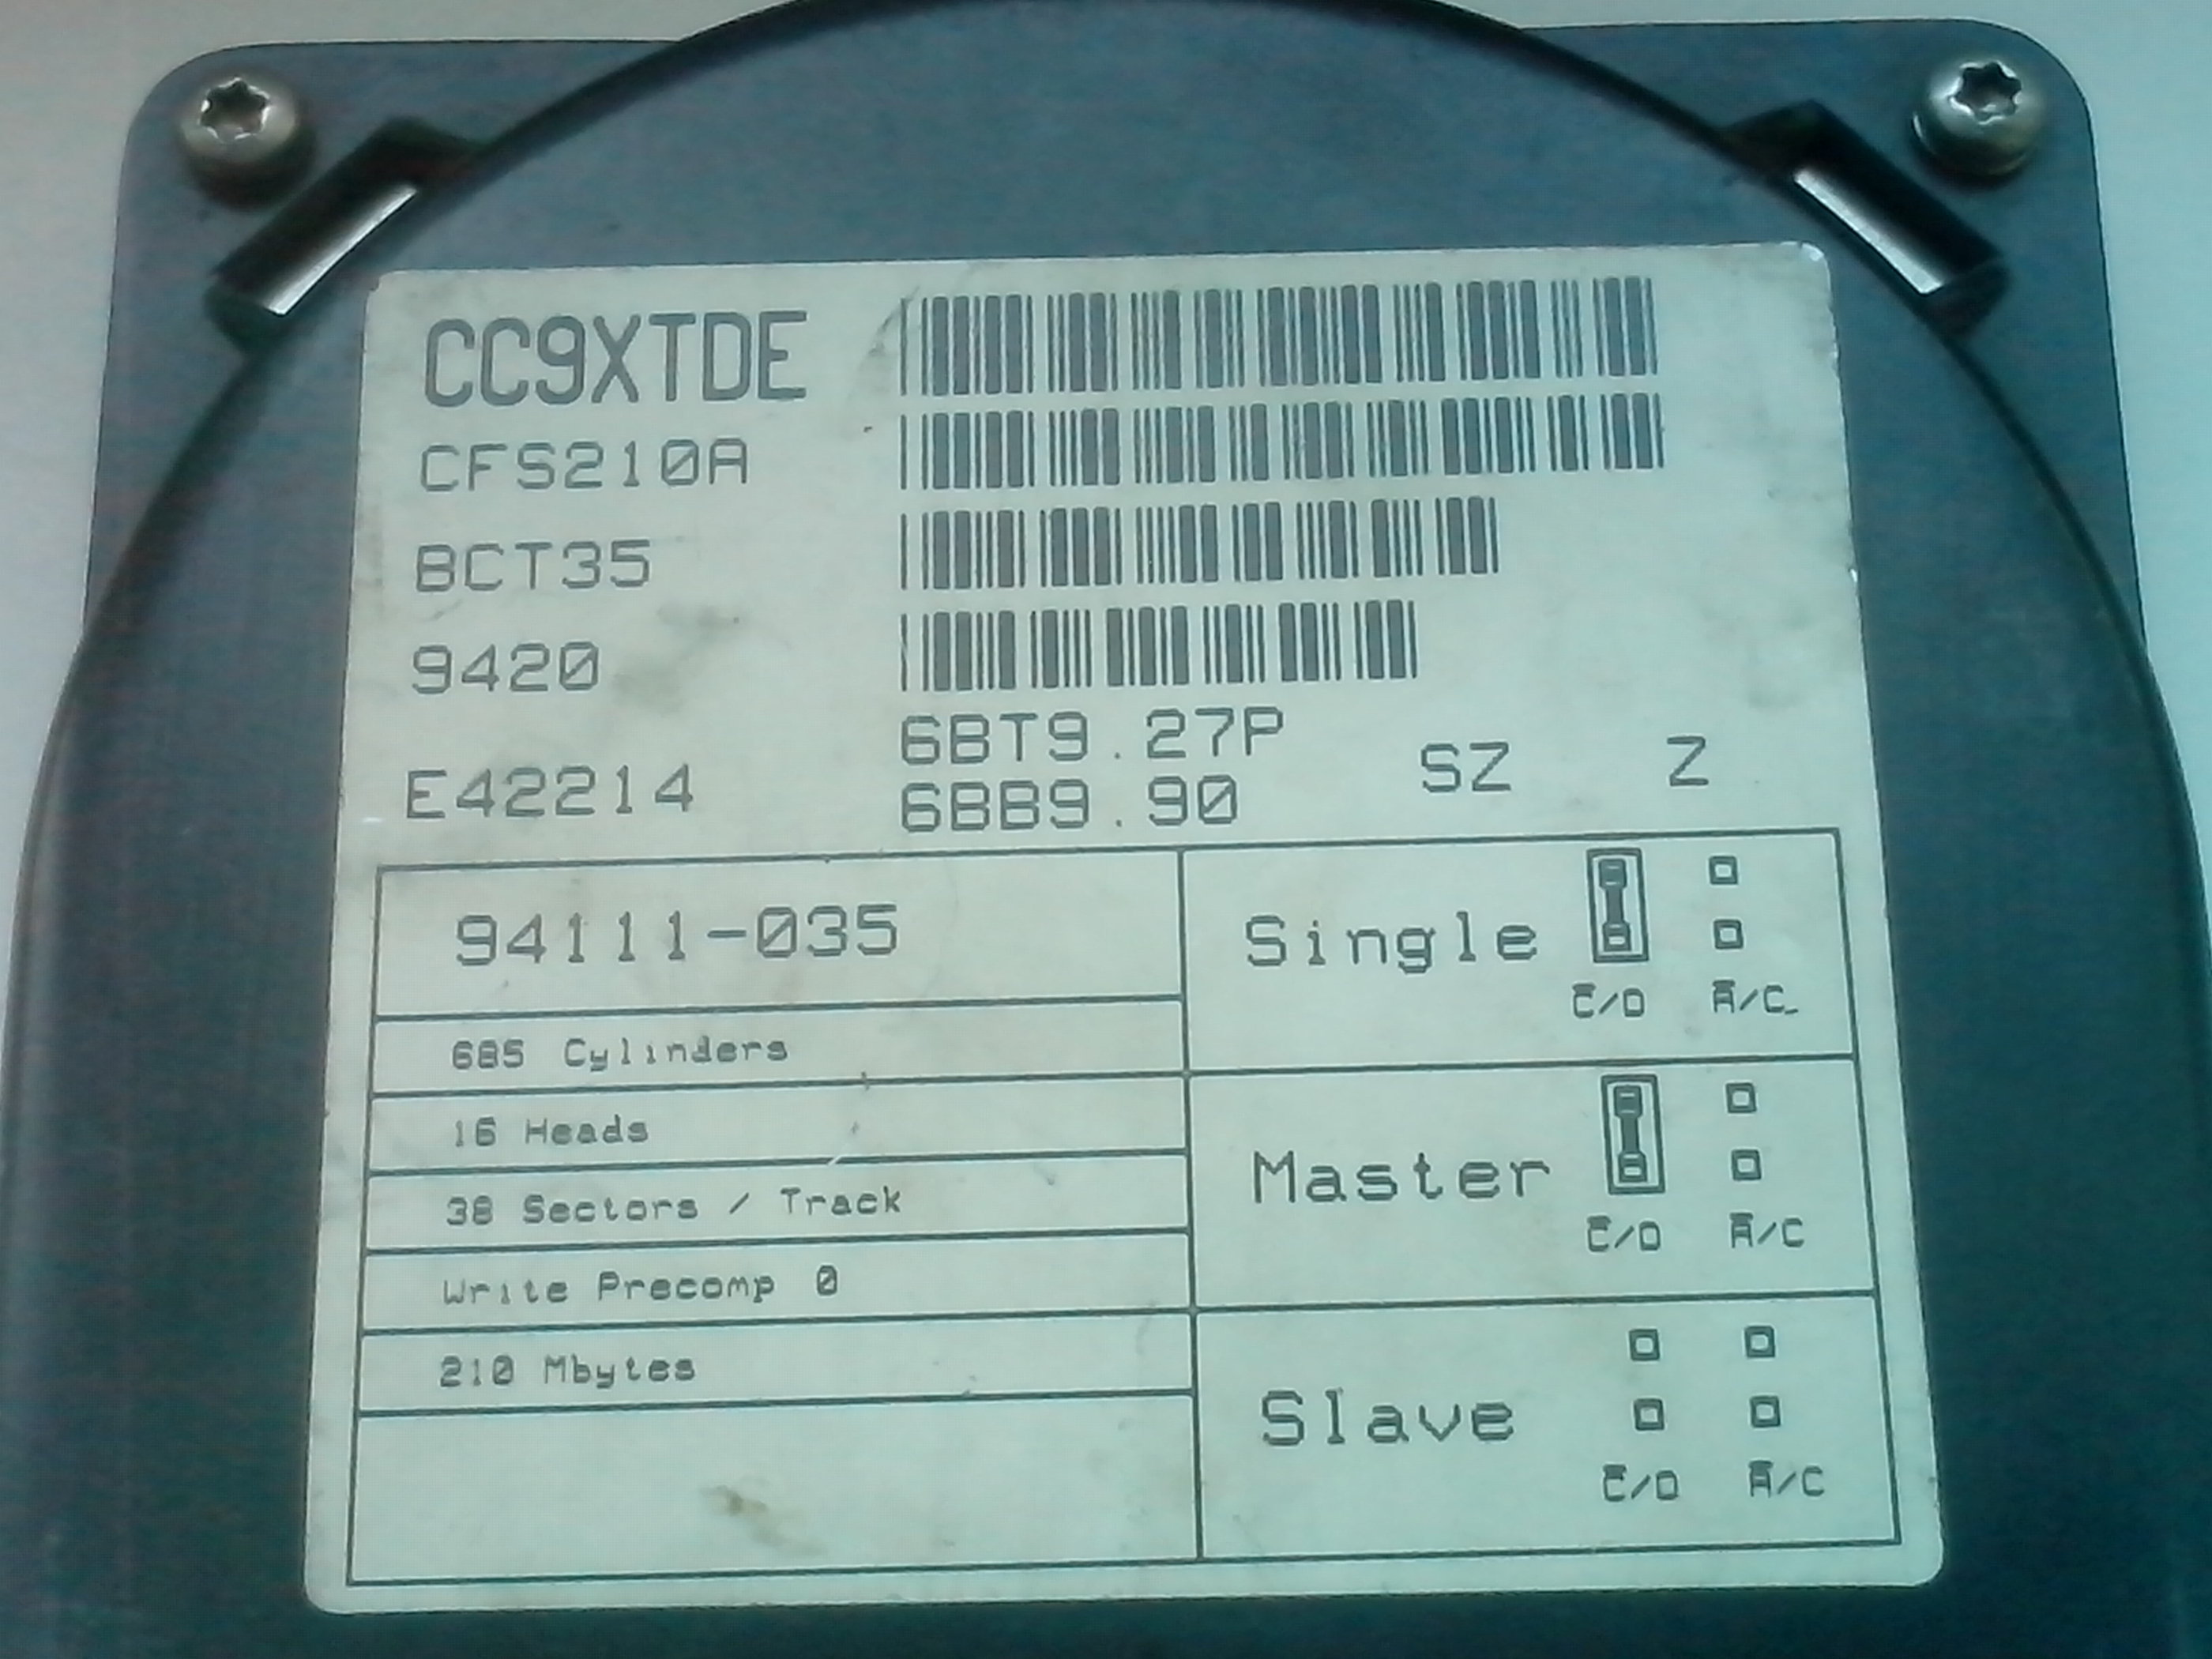 CC9XTDE
CFS210A
BCT35
9420
E42214
6BT9.27P
6BB9.90
SZ Z
94111-035
685 Cylinders
16 Heads
38 Sectors / Track
Write Precomp 0
210 Mbytes
Single
C/D A/C
Master
C/D A/C
Slave
C/D A/C